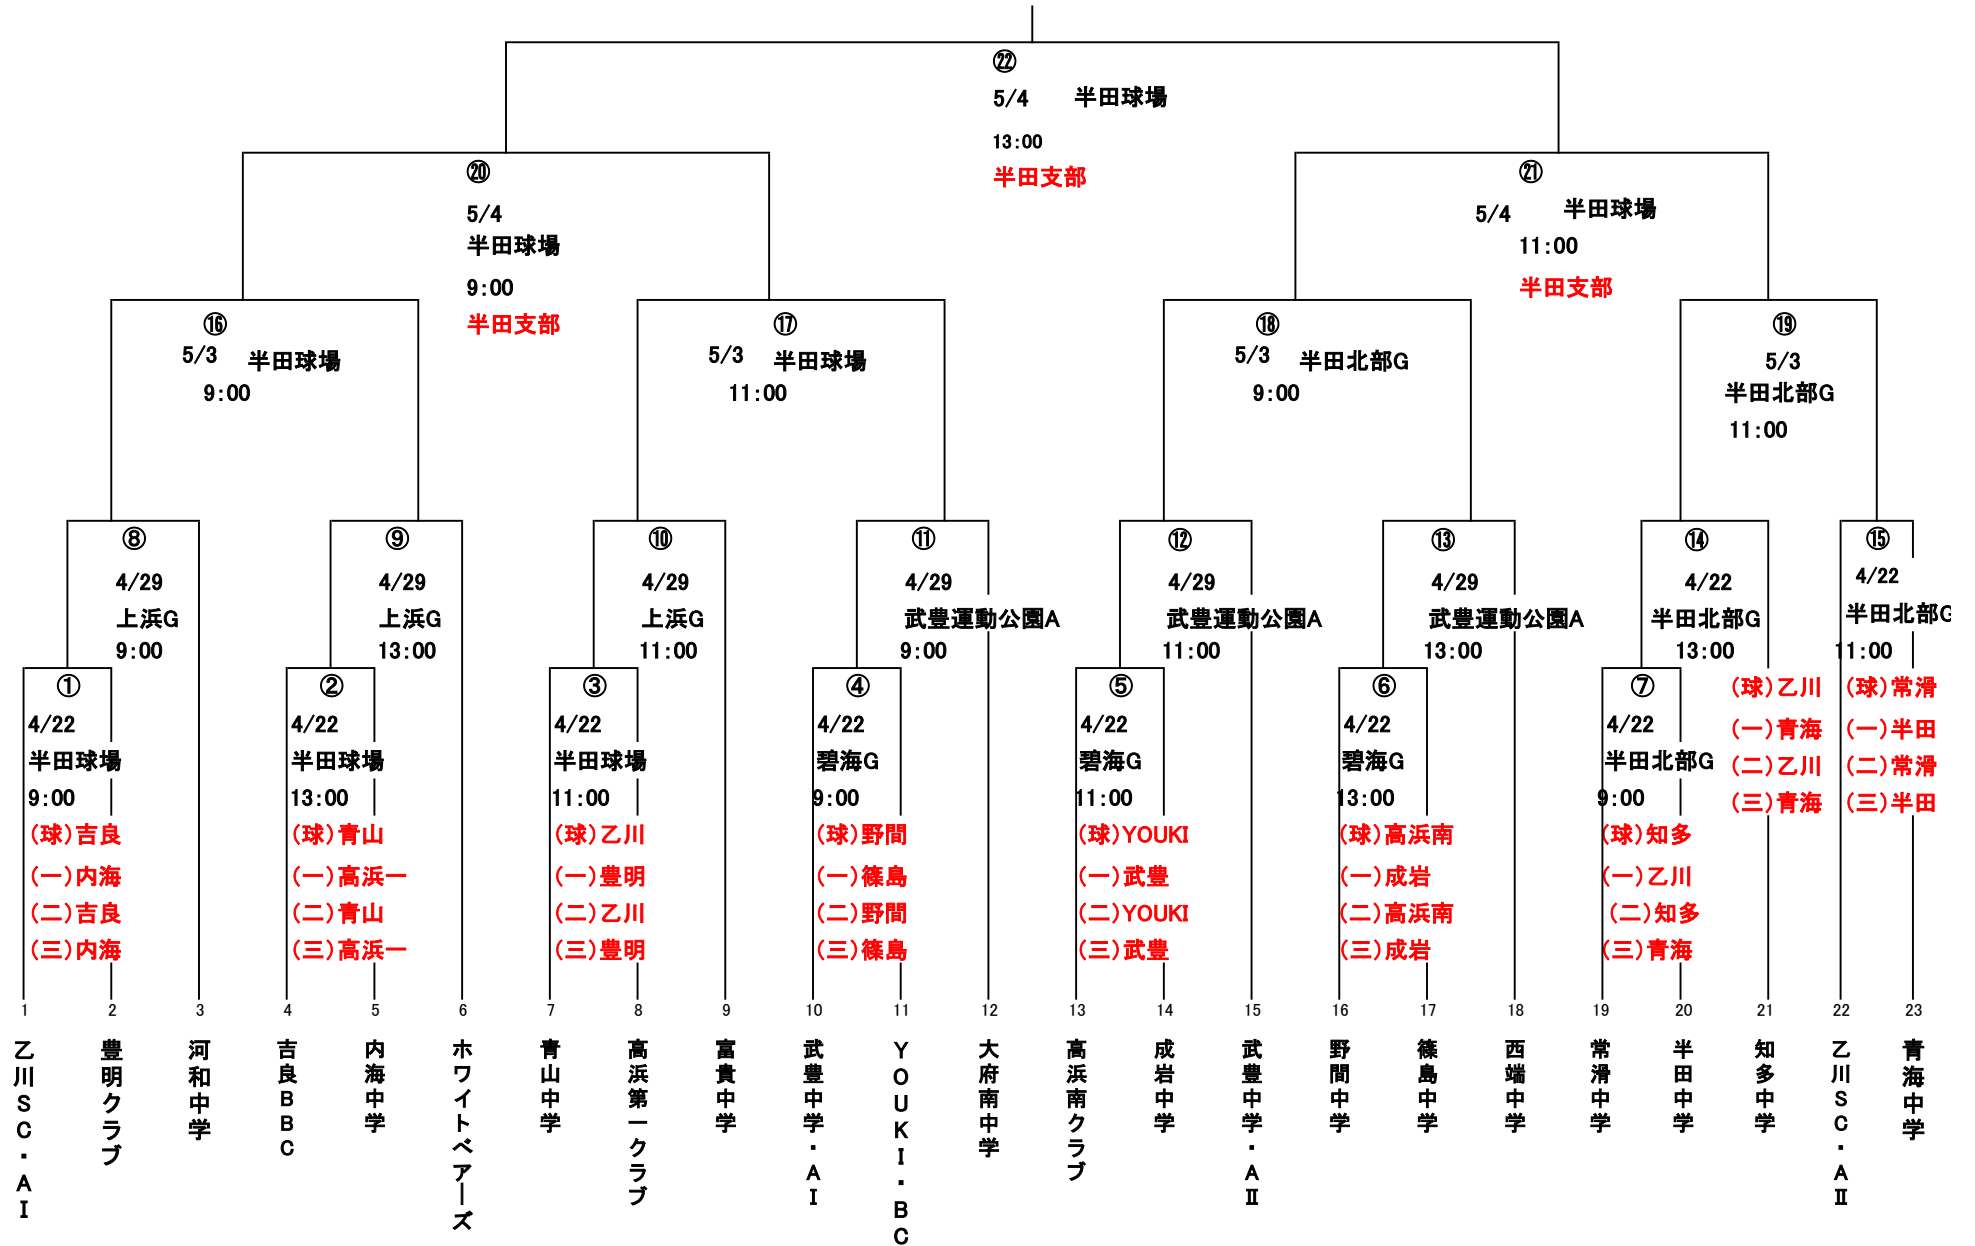 ㉒
5/4 半田球場
13:00
半田支部
⑳
5/4
半田球場
9:00
半田支部
㉑
5/4 半田球場
11:00
半田支部
⑯
5/3 半田球場
9:00
⑰
5/3 半田球場
11:00
⑱
5/3 半田北部G
9:00
⑲
5/3
半田北部G
11:00
⑧
4/29
上浜G
9:00
⑨
4/29
上浜G
13:00
⑩
4/29
上浜G
11:00
⑪
4/29
武豊運動公園A
9:00
⑫
4/29
武豊運動公園A
11:00
⑬
4/29
武豊運動公園A
13:00
⑭
4/22
半田北部G
13:00
(球)乙川
(一)青海
(二)乙川
(三)青海
⑮
4/22
半田北部G
11:00
(球)常滑
(一)半田
(二)常滑
(三)半田
①
4/22
半田球場
9:00
(球)吉良
(一)内海
(二)吉良
(三)内海
②
4/22
半田球場
13:00
(球)青山
(一)高浜一
(二)青山
(三)高浜一
③
4/22
半田球場
11:00
(球)乙川
(一)豊明
(二)乙川
(三)豊明
④
4/22
碧海G
9:00
(球)野間
(一)篠島
(二)野間
(三)篠島
⑤
4/22
碧海G
11:00
(球)YOUKI
(一)武豊
(二)YOUKI
(三)武豊
⑥
4/22
碧海G
13:00
(球)高浜南
(一)成岩
(二)高浜南
(三)成岩
⑦
4/22
半田北部G
9:00
(球)知多
(一)乙川
(二)知多
(三)青海
1 2 3 4 5 6 7 8 9 10 11 12 13 14 15 16 17 18 19 20 21 22 23
乙川SC・AⅠ
豊明クラブ
河和中学
吉良BBC
内海中学
ホワイトベアーズ
青山中学
高浜第一クラブ
富貴中学
武豊中学・AⅠ
YOUKI・BC
大府南中学
高浜南クラブ
成岩中学
武豊中学・AⅡ
野間中学
篠島中学
西端中学
常滑中学
半田中学
知多中学
乙川SC・AⅡ
青海中学